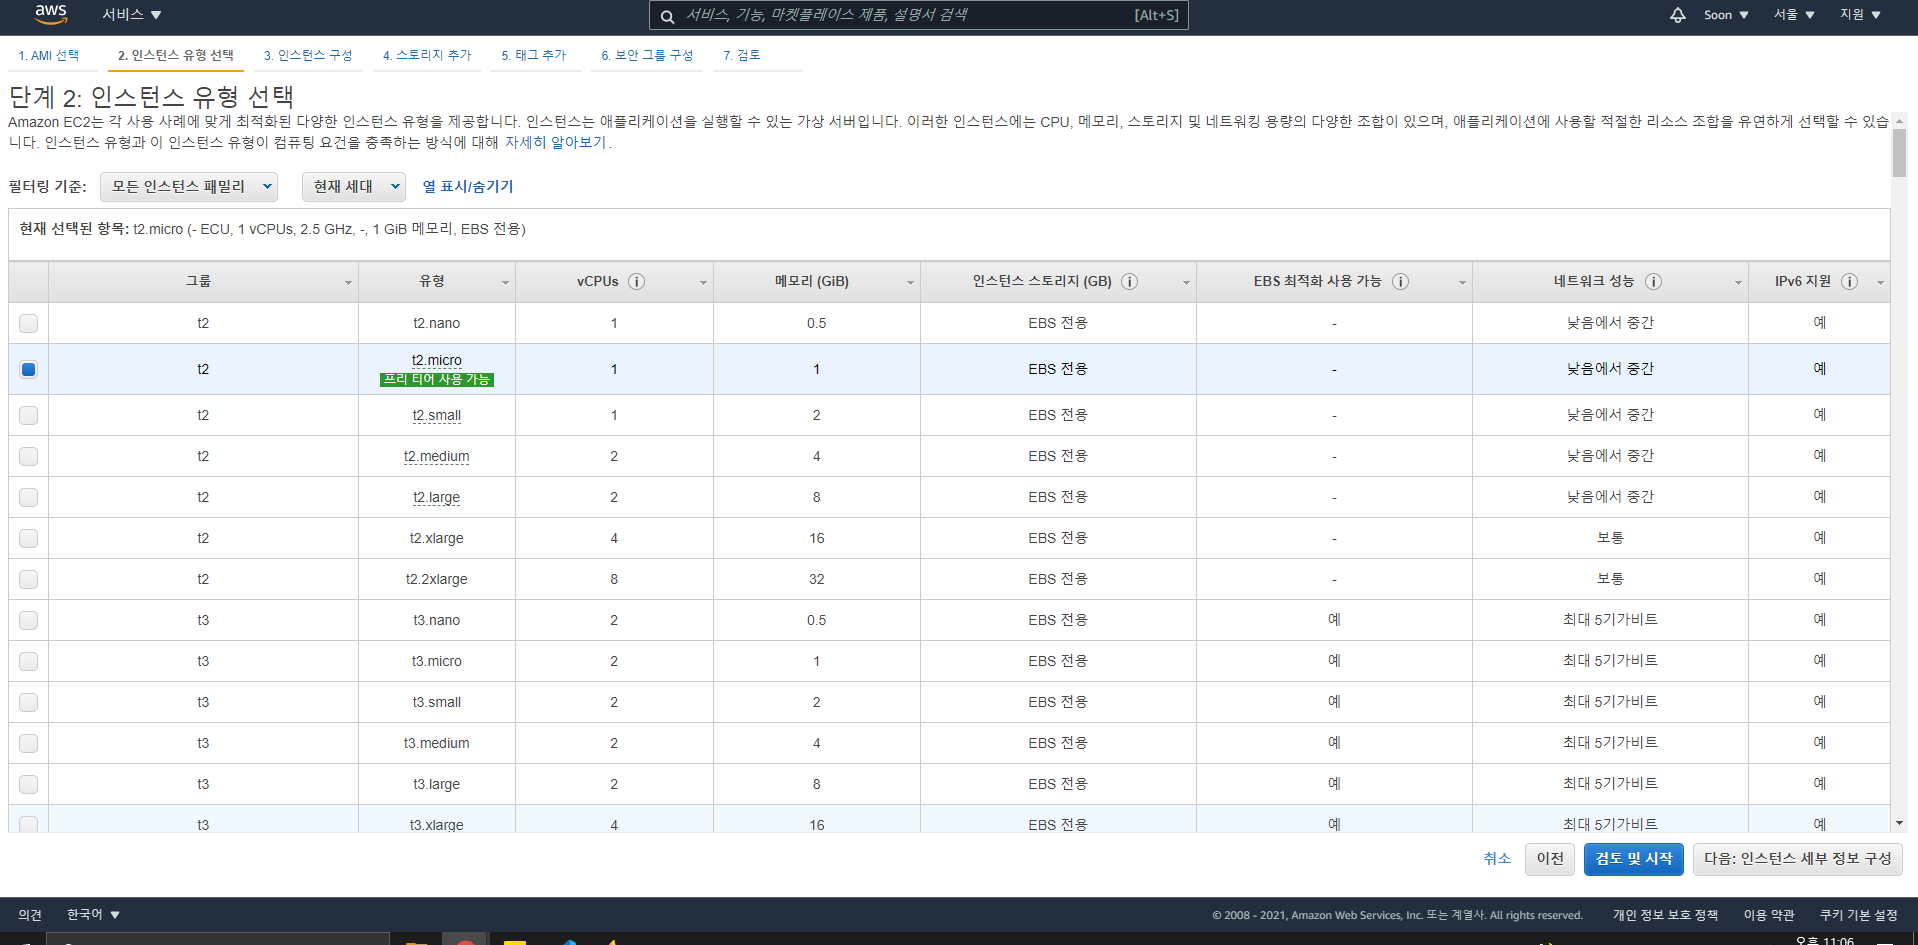 aws 서비스 ▼ 서비스, 기능, 마켓플레이스 제품, 설명서 검색 [Alt+S] Soon ▼ 서울 ▼ 지원 ▼
1. AMI 선택 2. 인스턴스 유형 선택 3. 인스턴스 구성 4. 스토리지 추가 5. 태그 추가 6. 보안 그룹 구성 7. 검토
단계 2: 인스턴스 유형 선택
Amazon EC2는 각 사용 사례에 맞게 최적화된 다양한 인스턴스 유형을 제공합니다. 인스턴스는 애플리케이션을 실행할 수 있는 가상 서버입니다. 이러한 인스턴스에는 CPU, 메모리, 스토리지 및 네트워킹 용량의 다양한 조합이 있으며, 애플리케이션에 사용할 적절한 리소스 조합을 유연하게 선택할 수 있습
니다. 인스턴스 유형과 이 인스턴스 유형이 컴퓨팅 요건을 충족하는 방식에 대해 자세히 알아보기.
필터링 기준: 모든 인스턴스 패밀리 현재 세대 열 표시/숨기기
현재 선택된 항목: t2.micro (- ECU, 1 vCPUs, 2.5 GHz, -, 1 GiB 메모리, EBS 전용)
그룹 유형 vCPUs i 메모리 (GiB) 인스턴스 스토리지 (GB) i EBS 최적화 사용 가능 i 네트워크 성능 i IPv6 지원 i
t2 t2.nano 1 0.5 EBS 전용 - 낮음에서 중간 예
t2 t2.micro 1 1 EBS 전용 - 낮음에서 중간 예
프리 티어 사용 가능
t2 t2.small 1 2 EBS 전용 - 낮음에서 중간 예
t2 t2.medium 2 4 EBS 전용 - 낮음에서 중간 예
t2 t2.large 2 8 EBS 전용 - 낮음에서 중간 예
t2 t2.xlarge 4 16 EBS 전용 - 보통 예
t2 t2.2xlarge 8 32 EBS 전용 - 보통 예
t3 t3.nano 2 0.5 EBS 전용 예 최대 5기가비트 예
t3 t3.micro 2 1 EBS 전용 예 최대 5기가비트 예
t3 t3.small 2 2 EBS 전용 예 최대 5기가비트 예
t3 t3.medium 2 4 EBS 전용 예 최대 5기가비트 예
t3 t3.large 2 8 EBS 전용 예 최대 5기가비트 예
t3 t3.xlarge 4 16 EBS 전용 예 최대 5기가비트 예
취소 이전 검토 및 시작 다음: 인스턴스 세부 정보 구성
의견 한국어 ▼ © 2008 - 2021, Amazon Web Services, Inc. 또는 계열사. All rights reserved. 개인 정보 보호 정책 이용 약관 쿠키 기본 설정
오후 11:06